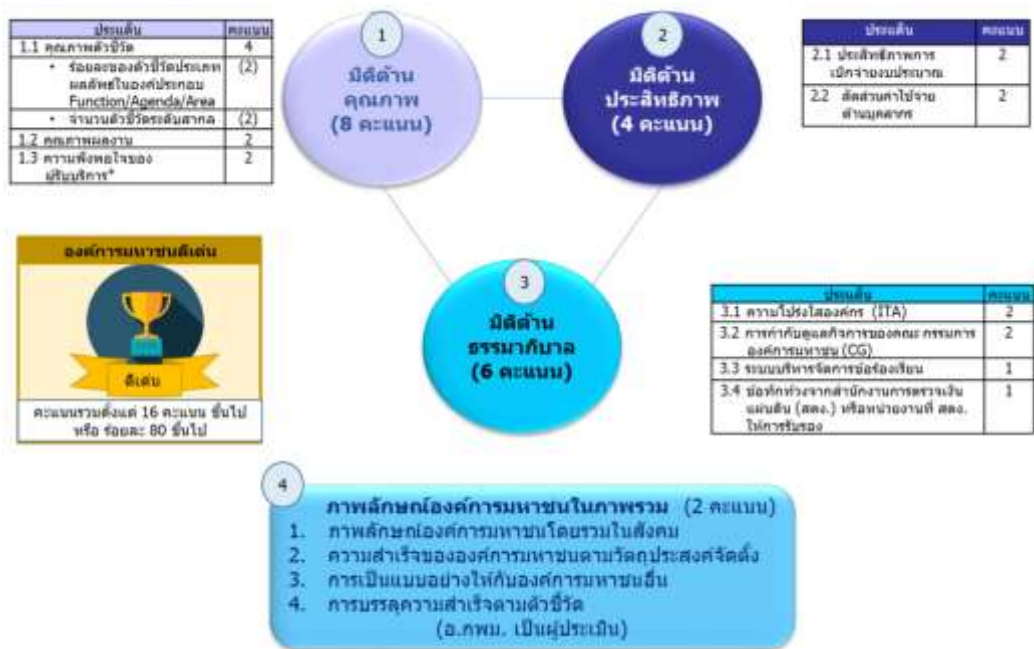 ประเด็น คะแนน
1.1 คุณภาพตัวชี้วัด 4
• ร้อยละของตัวชี้วัดประเภท (2)
ผลลัพธ์ในองค์ประกอบ
Function/Agenda/Area
• จำนวนตัวชี้วัดระดับสากล (2)
1.2 คุณภาพผลงาน 2
1.3 ความพึงพอใจของ 2
ผู้รับบริการ*
1
มิติด้าน
คุณภาพ
(8 คะแนน)
2
มิติด้าน
ประสิทธิภาพ
(4 คะแนน)
ประเด็น คะแนน
2.1 ประสิทธิภาพการ 2
เบิกจ่ายงบประมาณ
2.2 สัดส่วนค่าใช้จ่าย 2
ด้านบุคลากร
องค์การมหาชนดีเด่น
ดีเด่น
คะแนนรวมตั้งแต่ 16 คะแนน ขึ้นไป
หรือ ร้อยละ 80 ขึ้นไป
3
มิติด้าน
ธรรมาภิบาล
(6 คะแนน)
ประเด็น คะแนน
3.1 ความโปร่งใสองค์กร (ITA) 2
3.2 การกำกับดูแลกิจการของคณะ กรรมการ 2
องค์การมหาชน (CG)
3.3 ระบบบริหารจัดการข้อร้องเรียน 1
3.4 ข้อทักท้วงจากสำนักงานการตรวจเงิน 1
แผ่นดิน (สตง.) หรือหน่วยงานที่ สตง.
ให้การรับรอง
4
ภาพลักษณ์องค์การมหาชนในภาพรวม (2 คะแนน)
1. ภาพลักษณ์องค์การมหาชนโดยรวมในสังคม
2. ความสำเร็จขององค์การมหาชนตามวัตถุประสงค์จัดตั้ง
3. การเป็นแบบอย่างให้กับองค์การมหาชนอื่น
4. การบรรลุความสำเร็จตามตัวชี้วัด
(อ.กพม. เป็นผู้ประเมิน)